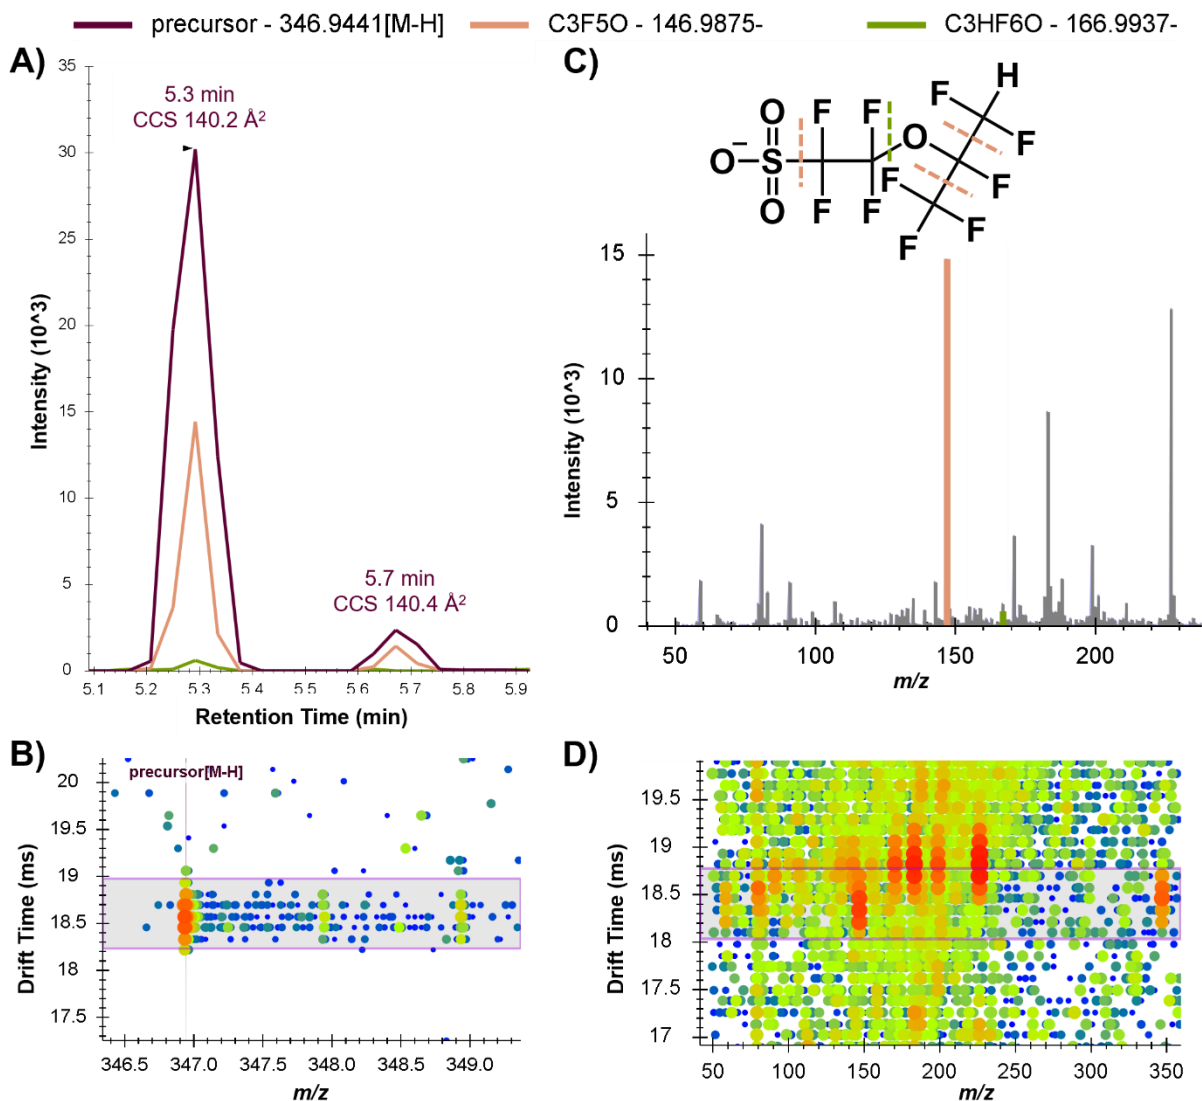 precursor - 346.9441[M-H] C3F5O - 146.9875- C3HF6O - 166.9937-
A)
35
30
25
20
15
10
5
0
Intensity (10^3)
5.3 min
CCS 140.2 Å²
5.7 min
CCS 140.4 Å²
5.1 5.2 5.3 5.4 5.5 5.6 5.7 5.8 5.9
Retention Time (min)
C)
O⁻ S O O F F F F O F H F F F F F
15
10
5
0
Intensity (10^3)
50 100 150 200
m/z
B)
precursor[M-H]
20
19.5
19
18.5
18
17.5
Drift Time (ms)
346.5 347.0 347.5 348.0 348.5 349.0
m/z
D)
19.5
19
18.5
18
17.5
17
Drift Time (ms)
50 100 150 200 250 300 350
m/z